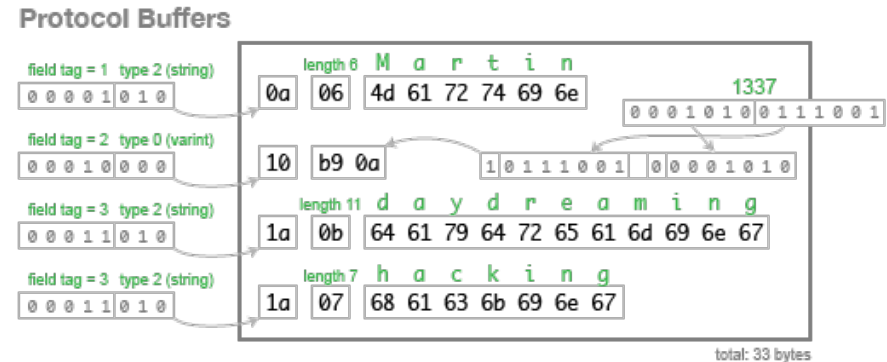 Protocol Buffers
field tag = 1 type 2 (string) length 6 M a r t i n
0 0 0 0 1 0 1 0 0a 06 4d 61 72 74 69 6e 1337
0 0 0 1 0 1 0 0 1 1 1 0 0 1
field tag = 2 type 0 (varint)
0 0 0 1 0 0 0 0 10 b9 0a 1 0 1 1 1 0 0 1 0 0 0 0 1 0 1 0
field tag = 3 type 2 (string) length 11 d a y d r e a m i n g
0 0 0 1 1 0 1 0 1a 0b 64 61 79 64 72 65 61 6d 69 6e 67
field tag = 3 type 2 (string) length 7 h a c k i n g
0 0 0 1 1 0 1 0 1a 07 68 61 63 6b 69 6e 67
total: 33 bytes